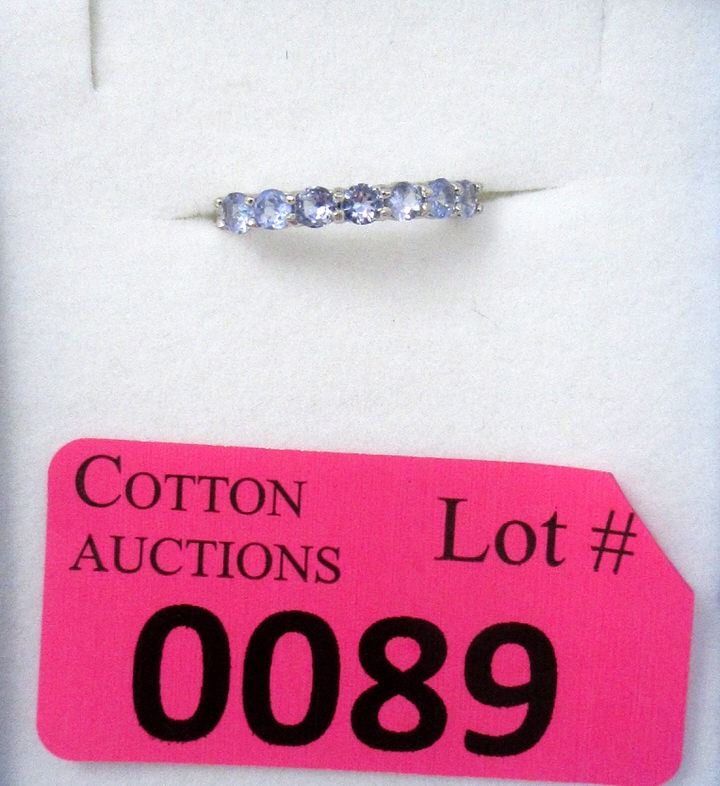 COTTON
AUCTIONS
Lot #
0089